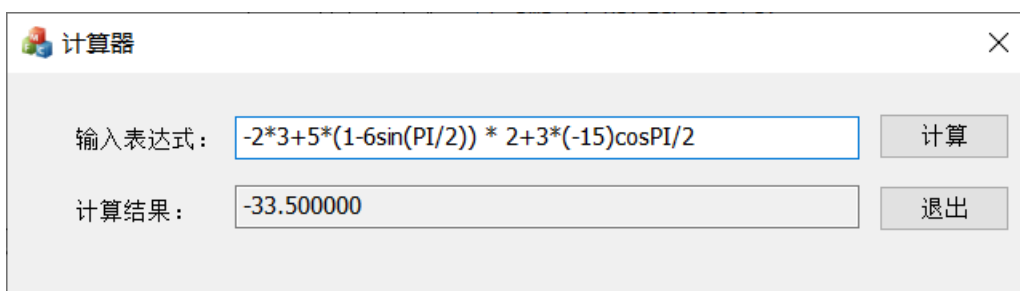 计算器
输入表达式： -2*3+5*(1-6sin(PI/2)) * 2+3*(-15)cosPI/2 计算
计算结果： -33.500000 退出